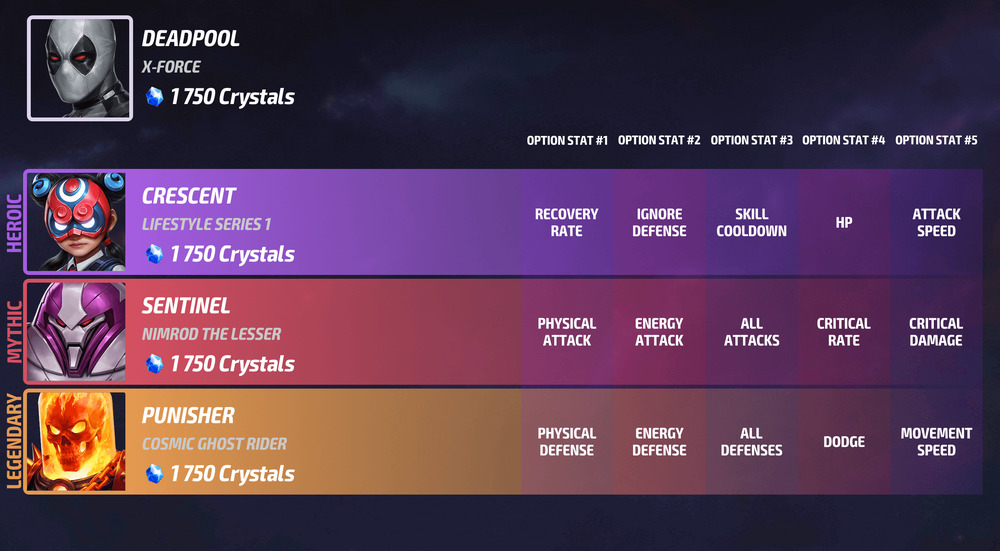 DEADPOOL
X-FORCE
1 750 Crystals
OPTION STAT #1 OPTION STAT #2 OPTION STAT #3 OPTION STAT #4 OPTION STAT #5
HEROIC
CRESCENT
LIFESTYLE SERIES 1
1 750 Crystals
RECOVERY
RATE
IGNORE
DEFENSE
SKILL
COOLDOWN
HP
ATTACK
SPEED
MYTHIC
SENTINEL
NIMROD THE LESSER
1 750 Crystals
PHYSICAL
ATTACK
ENERGY
ATTACK
ALL
ATTACKS
CRITICAL
RATE
CRITICAL
DAMAGE
LEGENDARY
PUNISHER
COSMIC GHOST RIDER
1 750 Crystals
PHYSICAL
DEFENSE
ENERGY
DEFENSE
ALL
DEFENSES
DODGE
MOVEMENT
SPEED